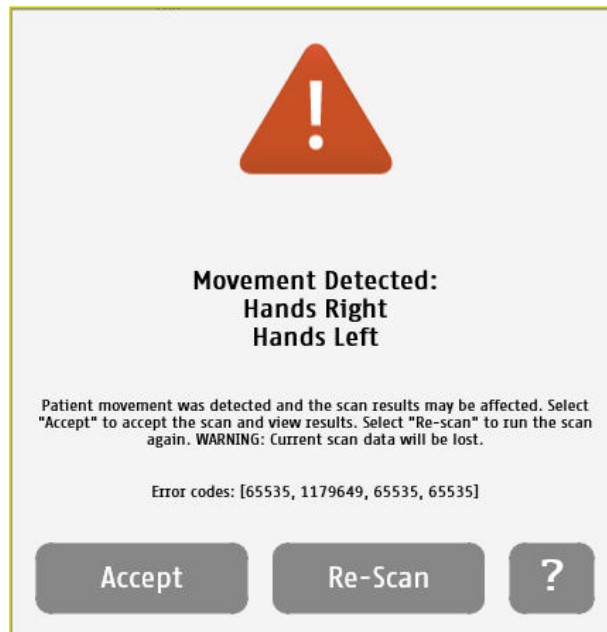 !
Movement Detected:
Hands Right
Hands Left
Patient movement was detected and the scan results may be affected. Select
"Accept" to accept the scan and view results. Select "Re-scan" to run the scan
again. WARNING: Current scan data will be lost.
Error codes: [65535, 1179649, 65535, 65535]
Accept
Re-Scan
?